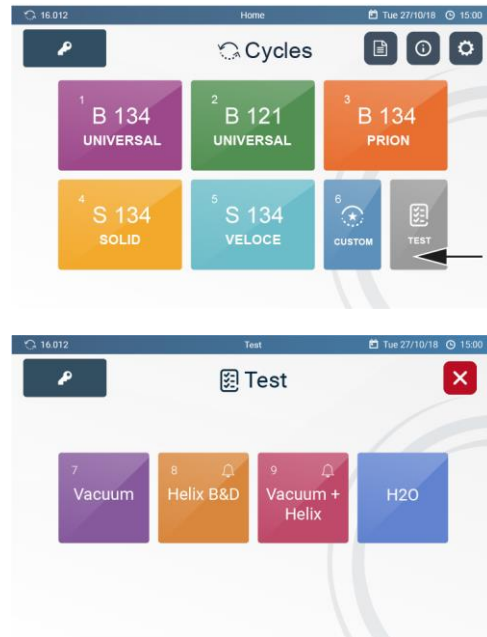 16.012 Home Tue 27/10/18 15:00
Cycles
1 2 3
B 134 B 121 B 134
UNIVERSAL UNIVERSAL PRION
4 5 6
S 134 S 134
SOLID VELOCE CUSTOM TEST
16.012 Test Tue 27/10/18 15:00
Test
7 8 9
Vacuum Helix B&D Vacuum + H2O
Helix